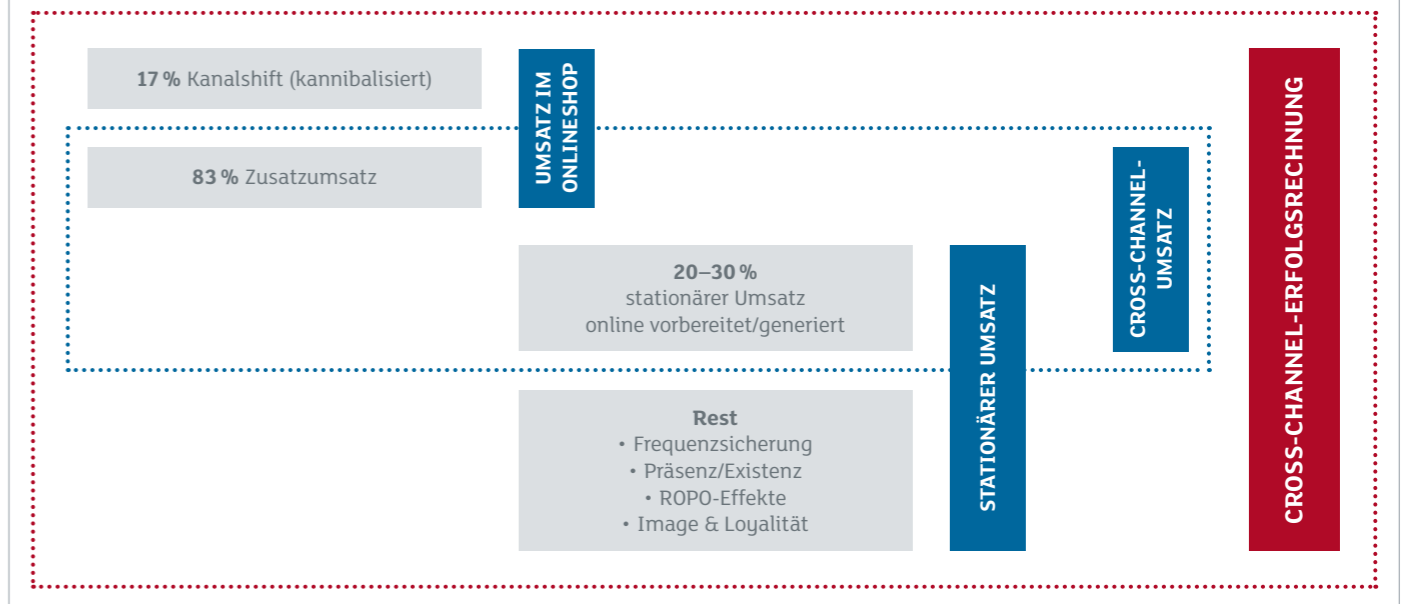 17 % Kanalshift (kannibalisiert)
UMSATZ IM
ONLINESHOP
83 % Zusatzumsatz
20–30 %
stationärer Umsatz
online vorbereitet/generiert
Rest
• Frequenzsicherung
• Präsenz/Existenz
• ROPO-Effekte
• Image & Loyalität
STATIONÄRER UMSATZ
CROSS-CHANNEL-
UMSATZ
CROSS-CHANNEL-ERFOLGSRECHNUNG